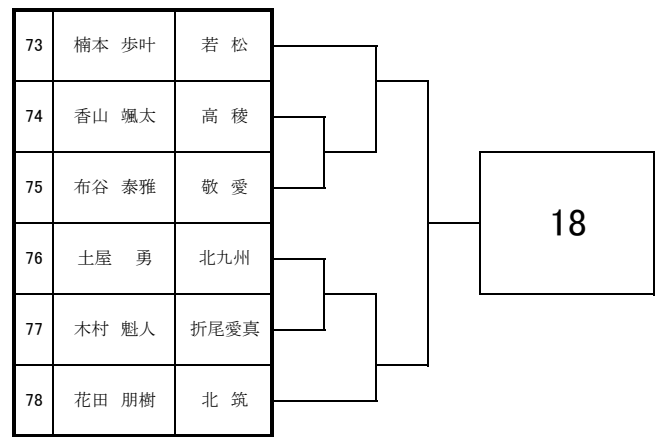 73 楠本 歩叶 若 松
74 香山 颯太 高 稜
75 布谷 泰雅 敬 愛
76 土屋 勇 北九州
77 木村 魁人 折尾愛真
78 花田 朋樹 北 筑
18